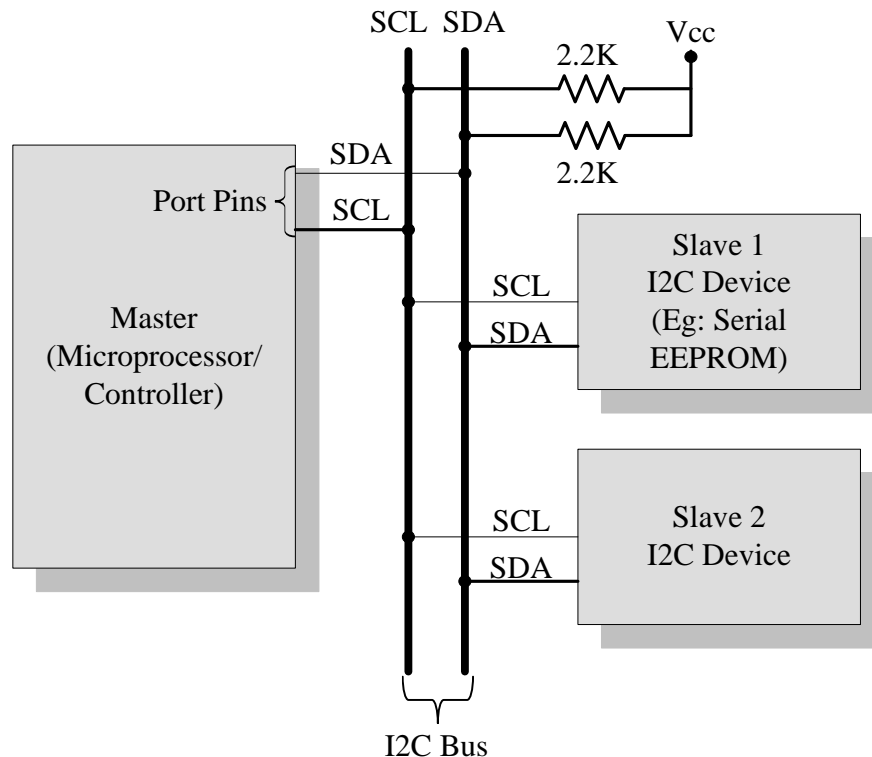 SCL SDA
Vcc
2.2K
2.2K
SDA
Port Pins
SCL
Master
(Microprocessor/
Controller)
Slave 1
I2C Device
(Eg: Serial
EEPROM)
SCL
SDA
Slave 2
I2C Device
SCL
SDA
I2C Bus